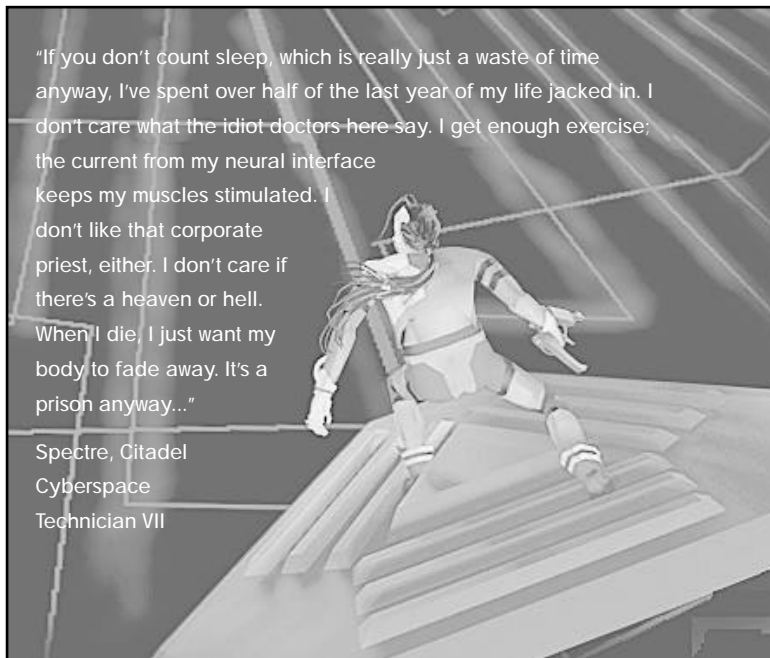 “If you don’t count sleep, which is really just a waste of time
anyway, I’ve spent over half of the last year of my life jacked in. I
don’t care what the idiot doctors here say. I get enough exercise;
the current from my neural interface
keeps my muscles stimulated. I
don’t like that corporate
priest, either. I don’t care if
there’s a heaven or hell.
When I die, I just want my
body to fade away. It’s a
prison anyway...”
Spectre, Citadel
Cyberspace
Technician VII